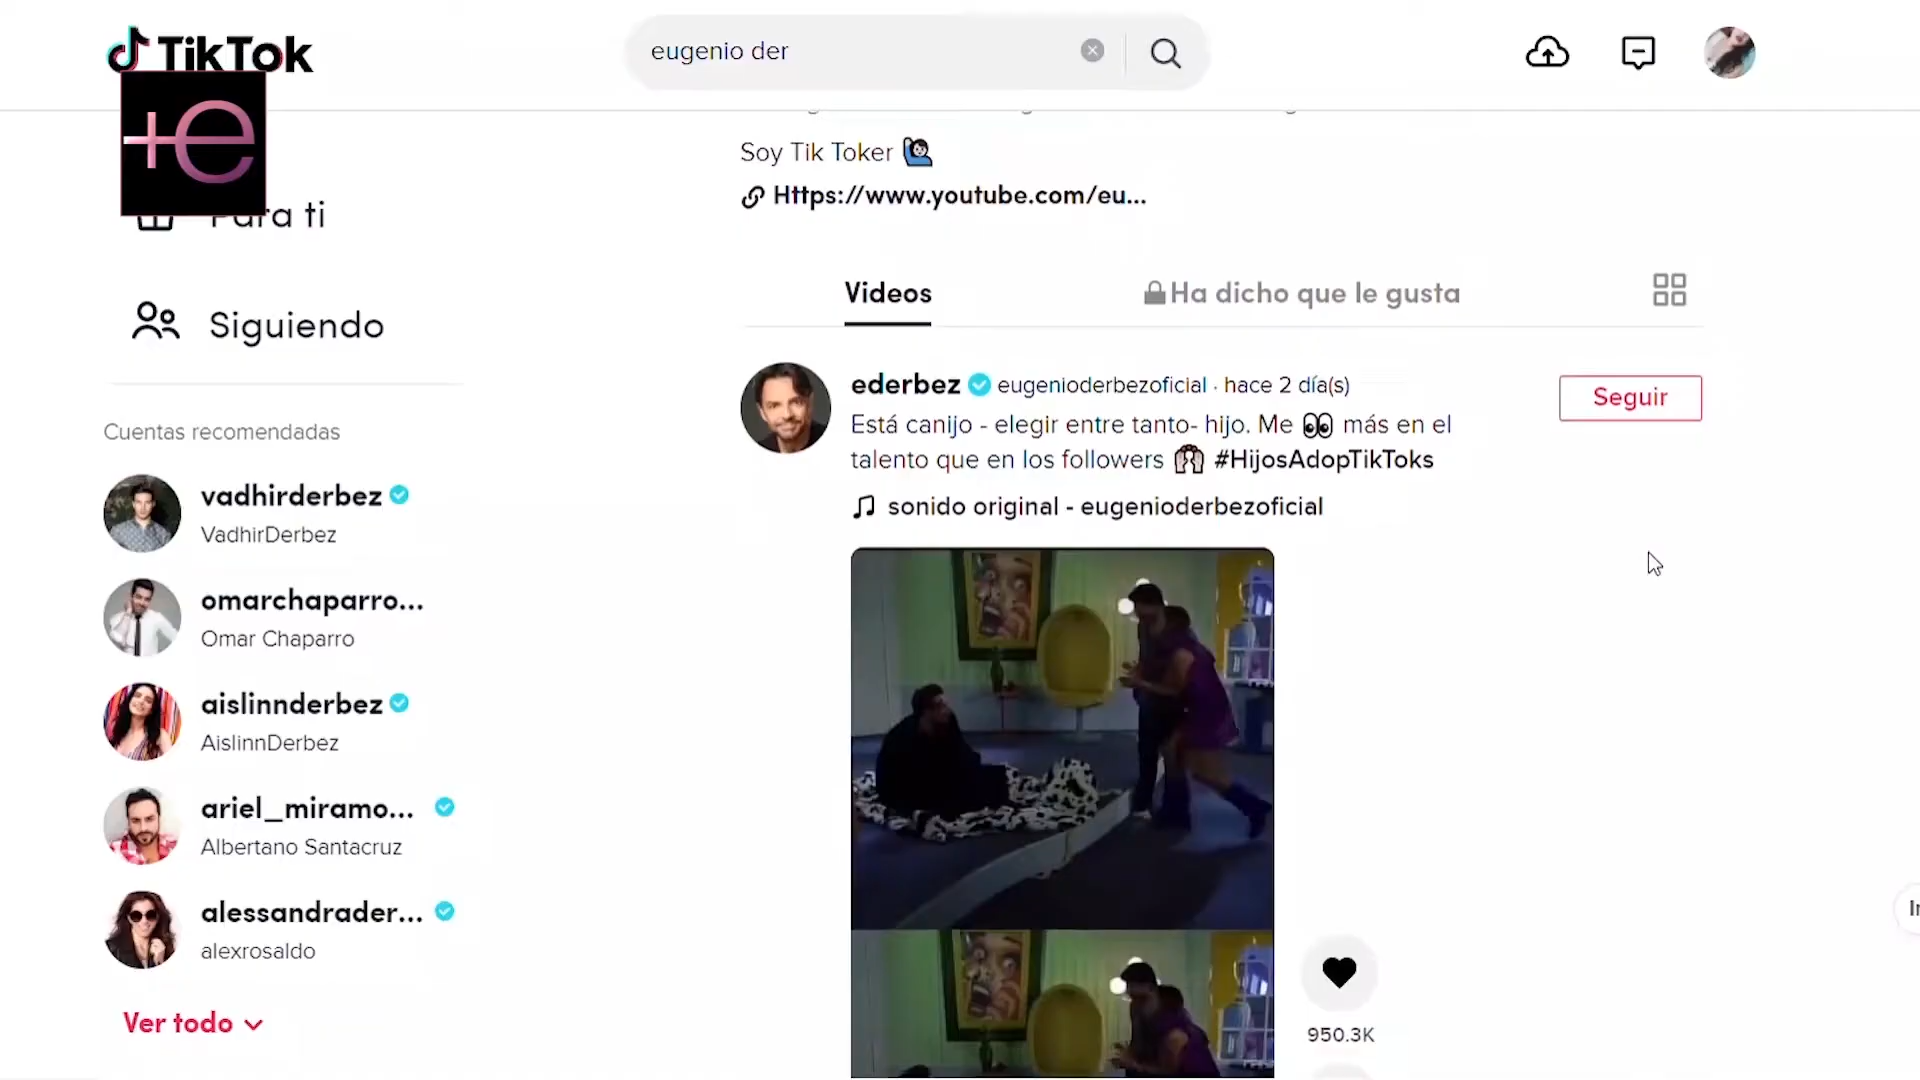 TikTok
eugenio der
+e
Para ti
Siguiendo
Cuentas recomendadas
vadhirderbez
VadhirDerbez
omarchaparro...
Omar Chaparro
aislinnderbez
AislinnDerbez
ariel_miramo...
Albertano Santacruz
alessandrader...
alexrosaldo
Ver todo
Soy Tik Toker
Https://www.youtube.com/eu...
Videos
Ha dicho que le gusta
ederbez eugenioderbezoficial · hace 2 día(s)
Seguir
Está canijo - elegir entre tanto- hijo. Me 👀 más en el
talento que en los followers 🙌 #HijosAdopTikToks
sonido original - eugenioderbezoficial
950.3K